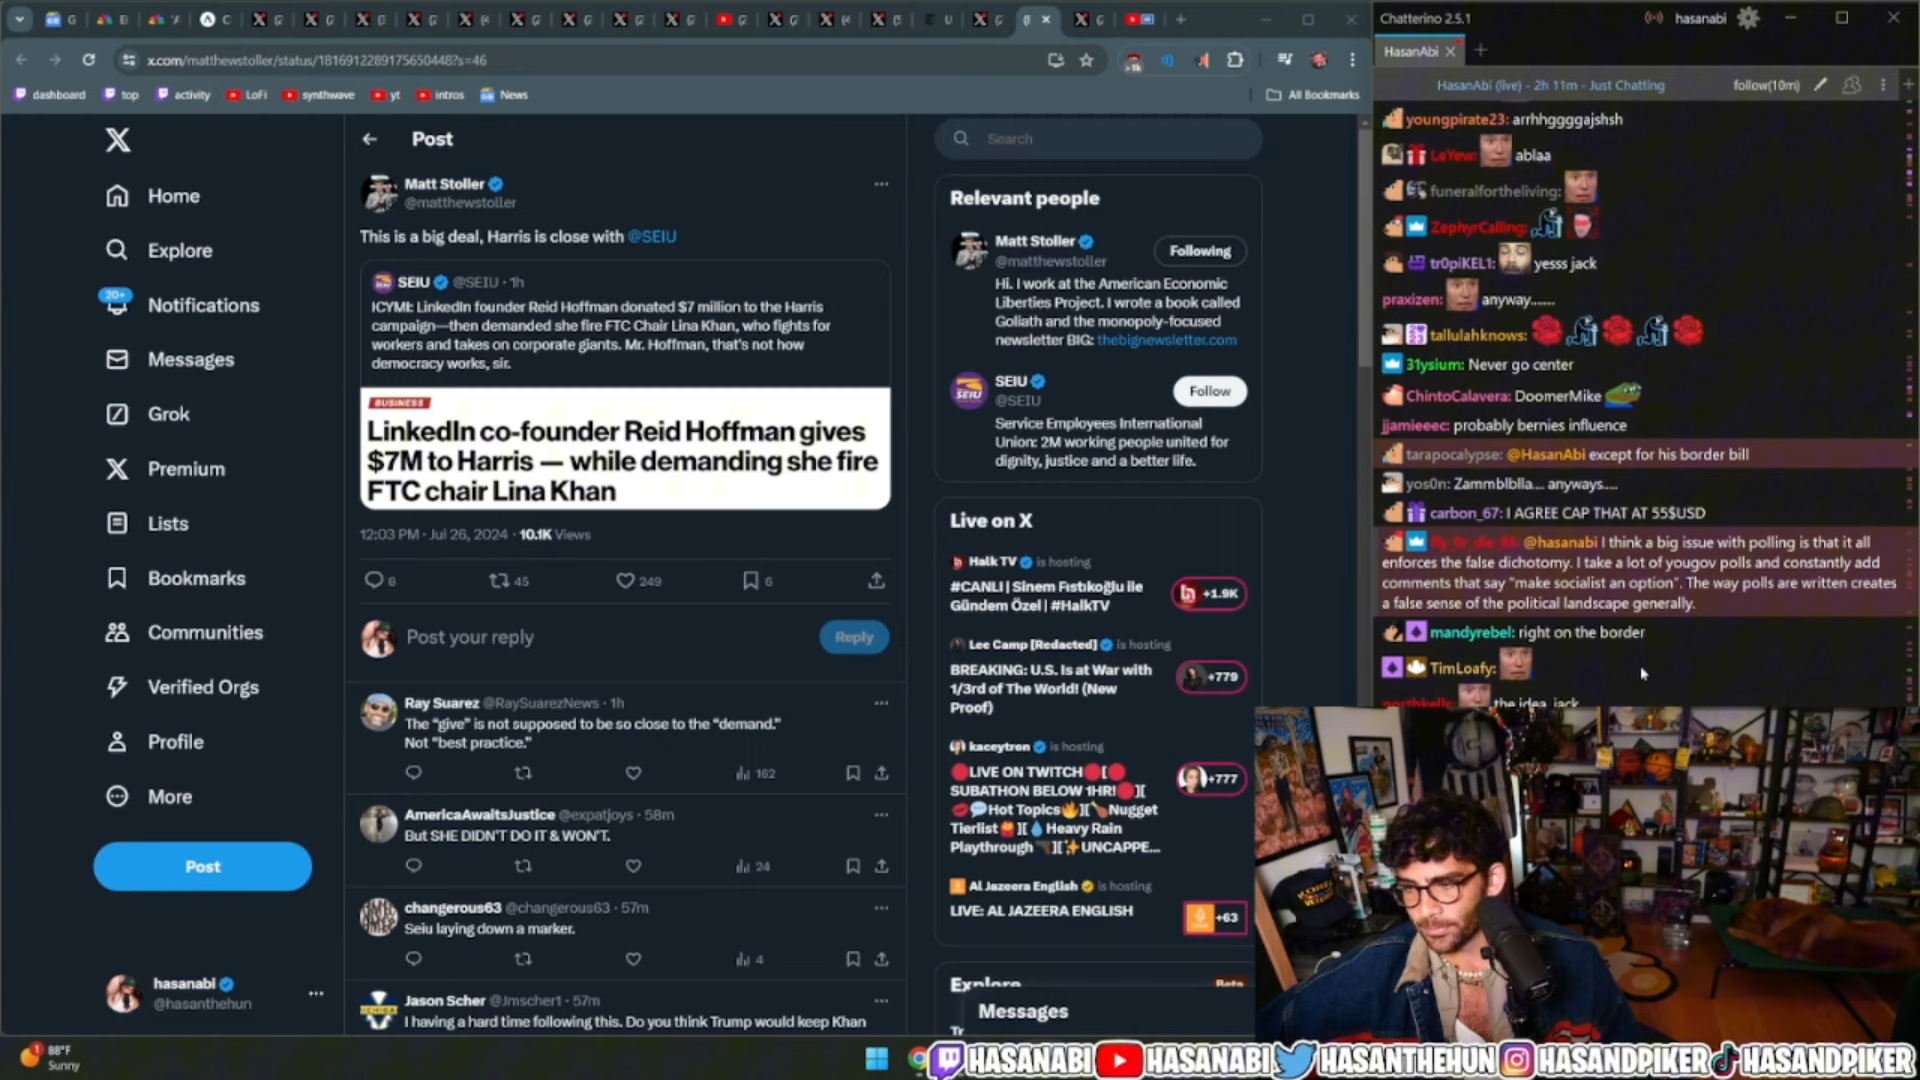 x.com/matthewstoller/status/1816912289175650448?s=46
dashboard
top
activity
LoFi
synthwave
yt
intros
News
All Bookmarks
Home
Explore
20+
Notifications
Messages
Grok
Premium
Lists
Bookmarks
Communities
Verified Orgs
Profile
More
Post
hasanabi
@hasanthehun
Post
Matt Stoller
@matthewstoller
This is a big deal, Harris is close with @SEIU
SEIU @SEIU · 1h
ICYMI: LinkedIn founder Reid Hoffman donated $7 million to the Harris
campaign—then demanded she fire FTC Chair Lina Khan, who fights for
workers and takes on corporate giants. Mr. Hoffman, that's not how
democracy works, sir.
BUSINESS
LinkedIn co-founder Reid Hoffman gives
$7M to Harris — while demanding she fire
FTC chair Lina Khan
12:03 PM · Jul 26, 2024 · 10.1K Views
8
45
249
6
Post your reply
Reply
Ray Suarez @RaySuarezNews · 1h
The “give” is not supposed to be so close to the “demand.”
Not “best practice.”
162
AmericaAwaitsJustice @expatjoys · 58m
But SHE DIDN'T DO IT & WON'T.
24
changerous63 @changerous63 · 57m
Seiu laying down a marker.
4
Jason Scher @Jmscher1 · 57m
I having a hard time following this. Do you think Trump would keep Khan
Search
Relevant people
Matt Stoller
@matthewstoller
Following
Hi. I work at the American Economic
Liberties Project. I wrote a book called
Goliath and the monopoly-focused
newsletter BIG: thebignewsletter.com
SEIU
SEIU
@SEIU
Follow
Service Employees International
Union: 2M working people united for
dignity, justice and a better life.
Live on X
Halk TV is hosting
#CANLI | Sinem Fıstıkoğlu ile
Gündem Özel | #HalkTV
+1.9K
Lee Camp [Redacted] is hosting
BREAKING: U.S. Is at War with
1/3rd of The World! (New
Proof)
+779
kaceytron is hosting
LIVE ON TWITCH
SUBATHON BELOW 1HR!
Hot Topics Nugget
Tierlist Heavy Rain
Playthrough UNCAPPE...
+777
Al Jazeera English is hosting
LIVE: AL JAZEERA ENGLISH
+63
Explore
Beta
Messages
Chatterino 2.5.1
hasanabi
HasanAbi
HasanAbi (live) - 2h 11m - Just Chatting
follow(10m)
youngpirate23: arrhhggggajshsh
LeYew: ablaa
funeralfortheliving:
ZephyrCalling:
tr0piKEL1: yesss jack
praxizen: anyway.......
tallulahknows:
31ysium: Never go center
ChintoCalavera: DoomerMike
jjamieeec: probably bernies influence
tarapocalypse: @HasanAbi except for his border bill
yos0n: Zammblblla.... anyways....
carbon_67: I AGREE CAP THAT AT 55$USD
@hasanabi I think a big issue with polling is that it all
enforces the false dichotomy. I take a lot of yougov polls and constantly add
comments that say "make socialist an option". The way polls are written creates
a false sense of the political landscape generally.
mandyrebel: right on the border
TimLoafy:
the idea, jack
88°F
Sunny
HASANABI
HASANABI
HASANTHEHUN
HASANDPIKER
HASANDPIKER